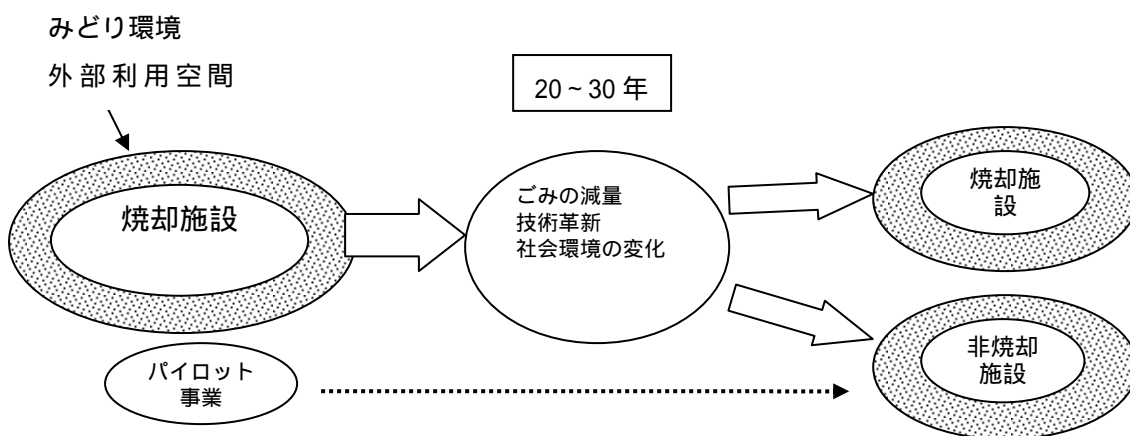 みどり環境
外部利用空間
20~30年
焼却施設
ごみの減量
技術革新
社会環境の変化
焼却施
設
パイロット
事業
非焼却
施設